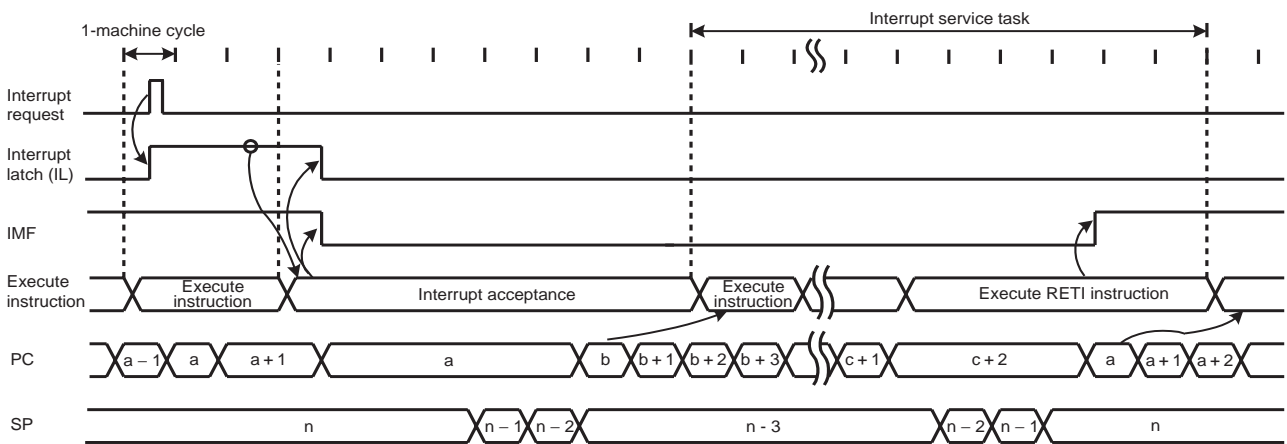 Interrupt service task
1-machine cycle
Interrupt
request
Interrupt
latch (IL)
IMF
Execute
instruction
Execute
instruction
Interrupt acceptance
Execute
instruction
Execute RETI instruction
PC
a − 1
a
a + 1
a
b
b + 1
b + 2
b + 3
c + 1
c + 2
a
a + 1
a + 2
SP
n
n − 1
n − 2
n - 3
n − 2
n − 1
n